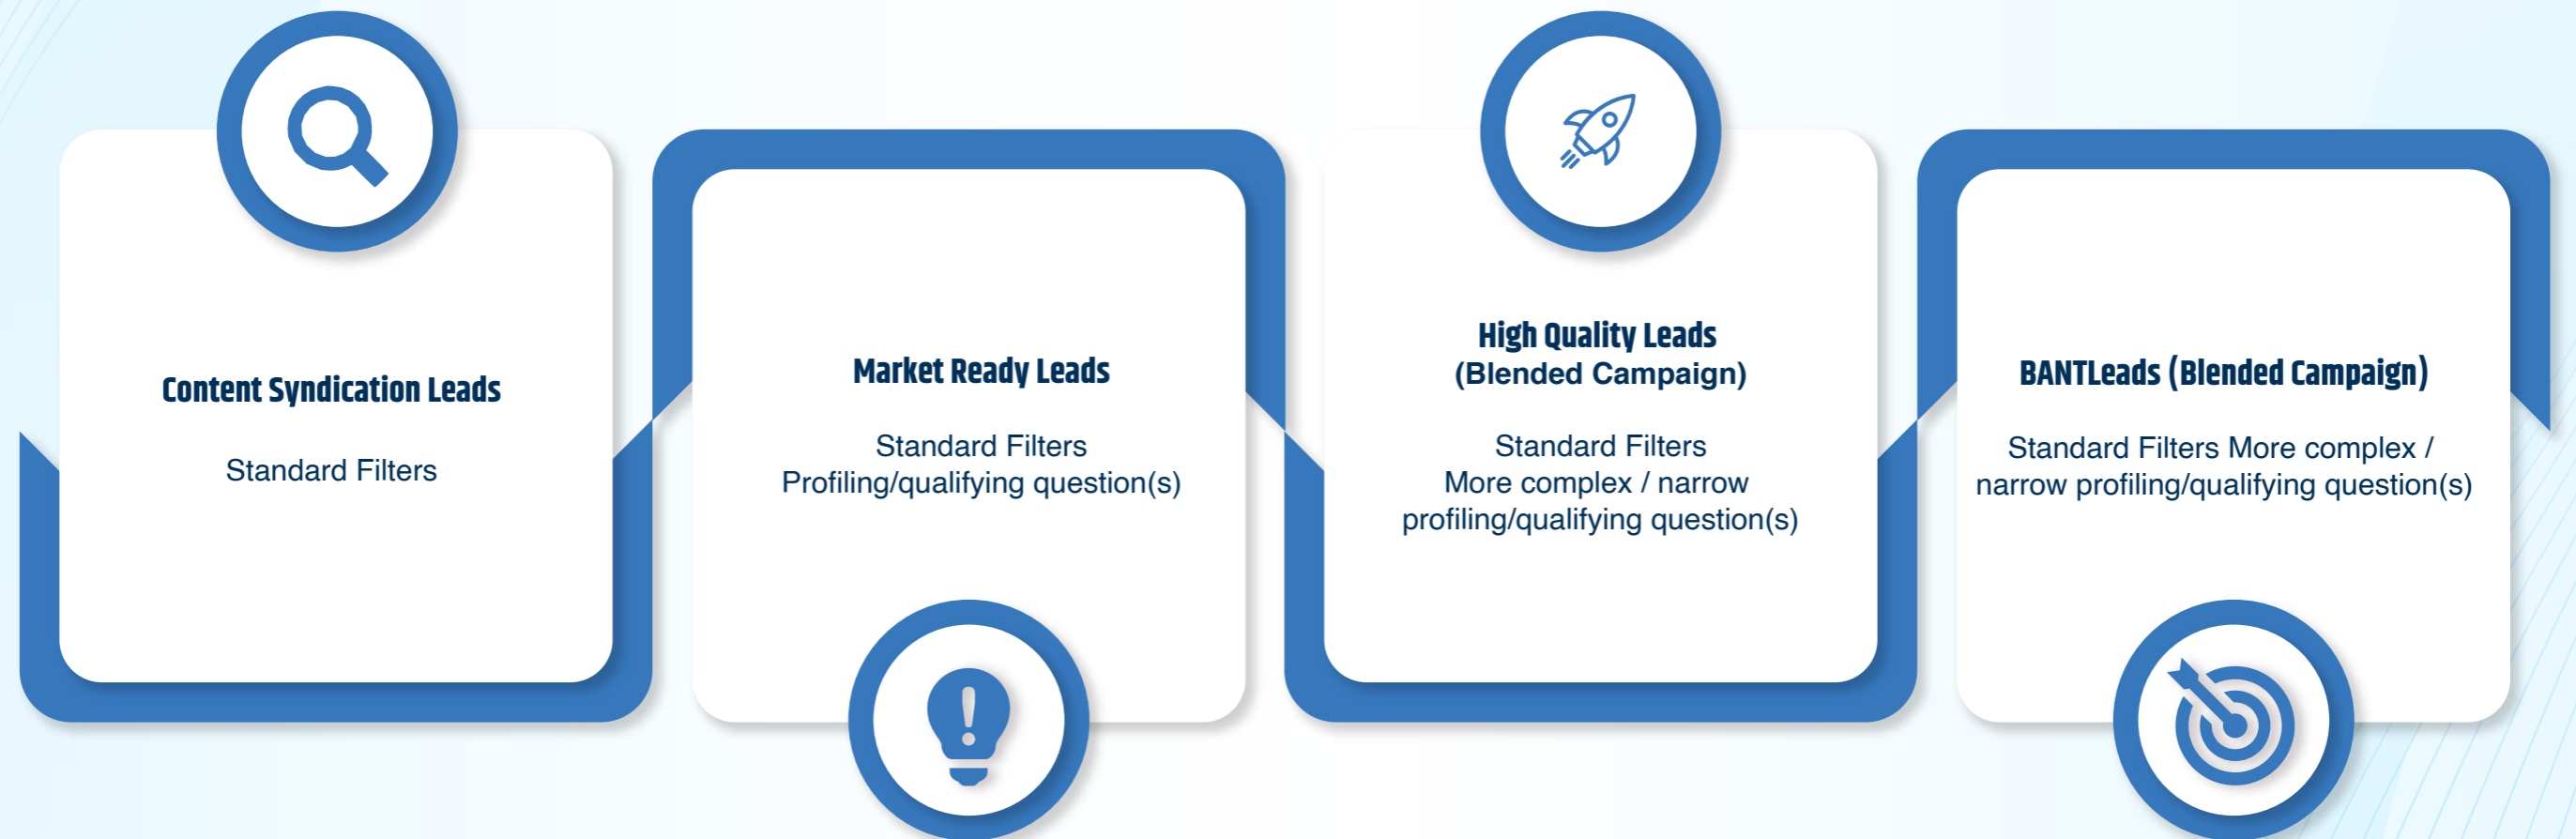 Content Syndication Leads
Standard Filters
Market Ready Leads
Standard Filters
Profiling/qualifying question(s)
High Quality Leads
(Blended Campaign)
Standard Filters
More complex / narrow
profiling/qualifying question(s)
BANTLeads (Blended Campaign)
Standard Filters More complex /
narrow profiling/qualifying question(s)